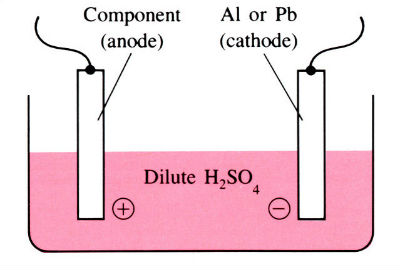 Component
(anode)
Al or Pb
(cathode)
Dilute H₂SO₄
+
−